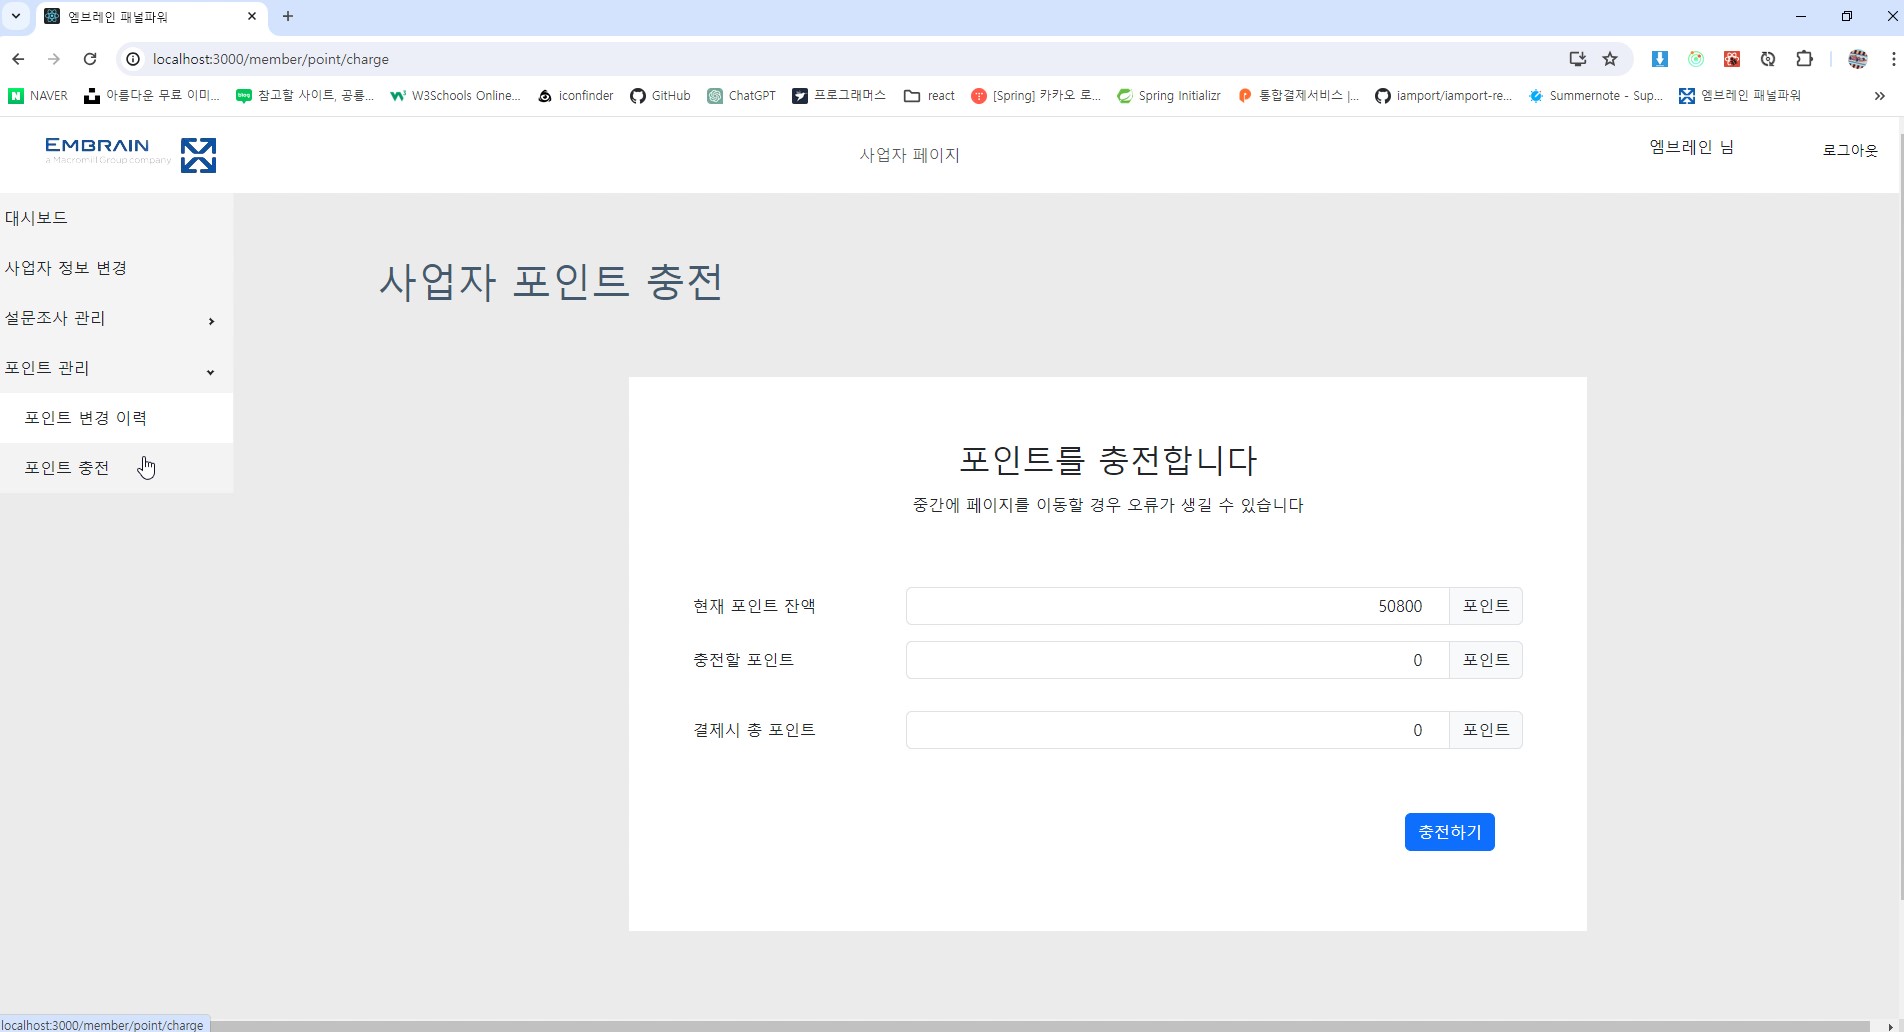 엠브레인 패널파워
localhost:3000/member/point/charge
NAVER 아름다운 무료 이미... 참고할 사이트, 공룡... W3Schools Online... iconfinder GitHub ChatGPT 프로그래머스 react [Spring] 카카오 로... Spring Initializr 통합결제서비스 |... iamport/iamport-re... Summernote - Sup... 엠브레인 패널파워
EMBRAIN
a Macromill Group company
사업자 페이지
엠브레인 님
로그아웃
대시보드
사업자 정보 변경
설문조사 관리
포인트 관리
포인트 변경 이력
포인트 충전
사업자 포인트 충전
포인트를 충전합니다
중간에 페이지를 이동할 경우 오류가 생길 수 있습니다
현재 포인트 잔액 50800 포인트
충전할 포인트 0 포인트
결제시 총 포인트 0 포인트
충전하기
localhost:3000/member/point/charge